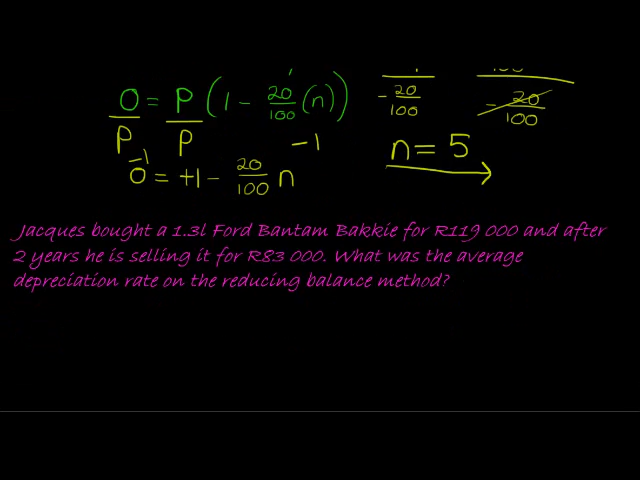 0 = P (1 - 20/100 (n)) - 20/100 - 20/100
P P
n = 5
-1 -1
0 = +1 - 20/100 n
Jacques bought a 1.3l Ford Bantam Bakkie for R119 000 and after
2 years he is selling it for R83 000. What was the average
depreciation rate on the reducing balance method?